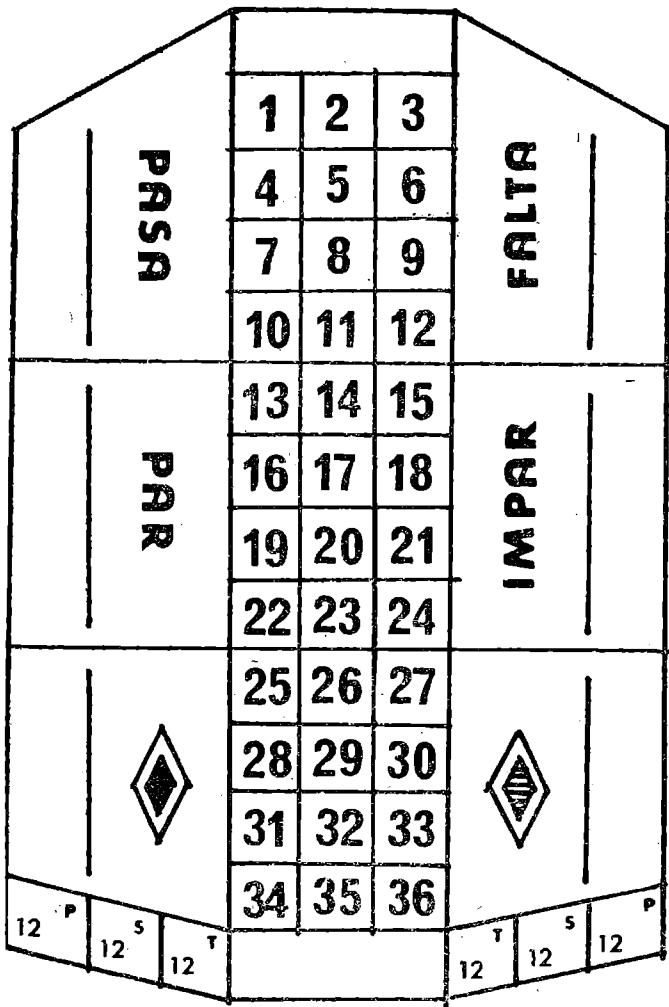 PASA
FALTA
PAR
IMPAR
1 2 3
4 5 6
7 8 9
10 11 12
13 14 15
16 17 18
19 20 21
22 23 24
25 26 27
28 29 30
31 32 33
34 35 36
12 P
12 S
12 T
12 T
12 S
12 P